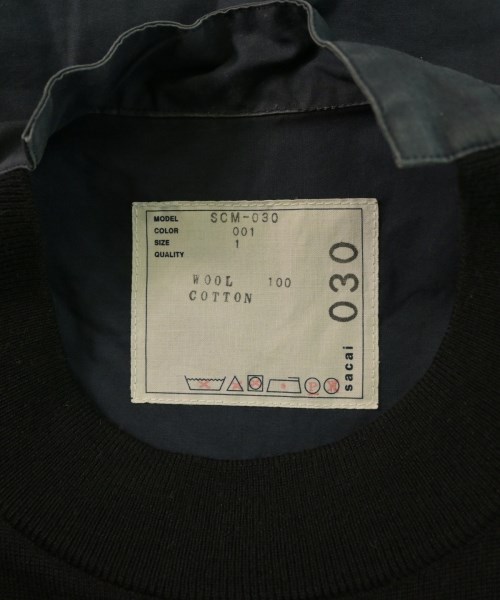 MODEL SCM-030
COLOR 001
SIZE 1
QUALITY
WOOL 100
COTTON
sacai 030
P